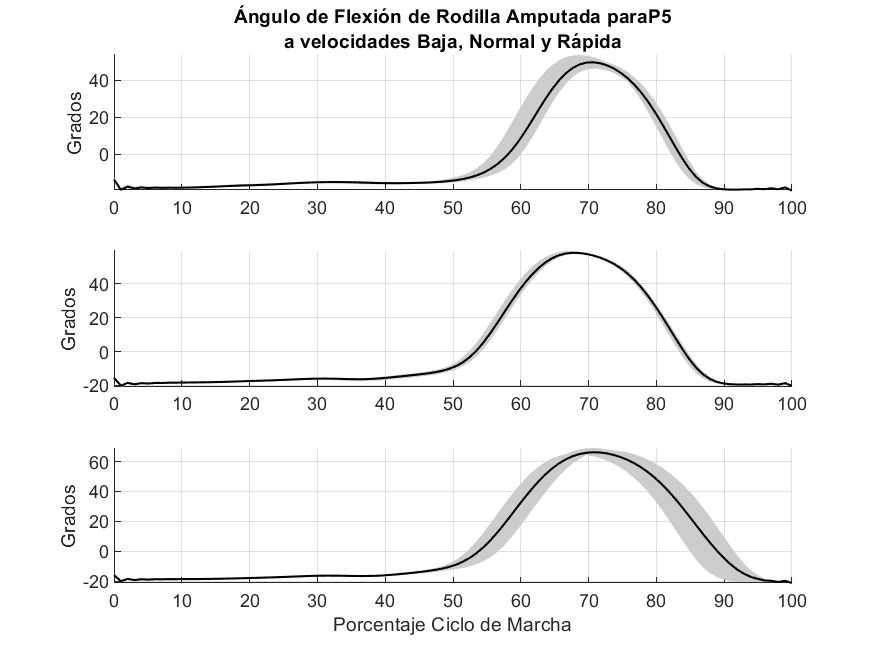 Ángulo de Flexión de Rodilla Amputada paraP5
a velocidades Baja, Normal y Rápida
Grados
40
20
0
0 10 20 30 40 50 60 70 80 90 100
Grados
40
20
0
-20
0 10 20 30 40 50 60 70 80 90 100
Grados
60
40
20
0
-20
0 10 20 30 40 50 60 70 80 90 100
Porcentaje Ciclo de Marcha